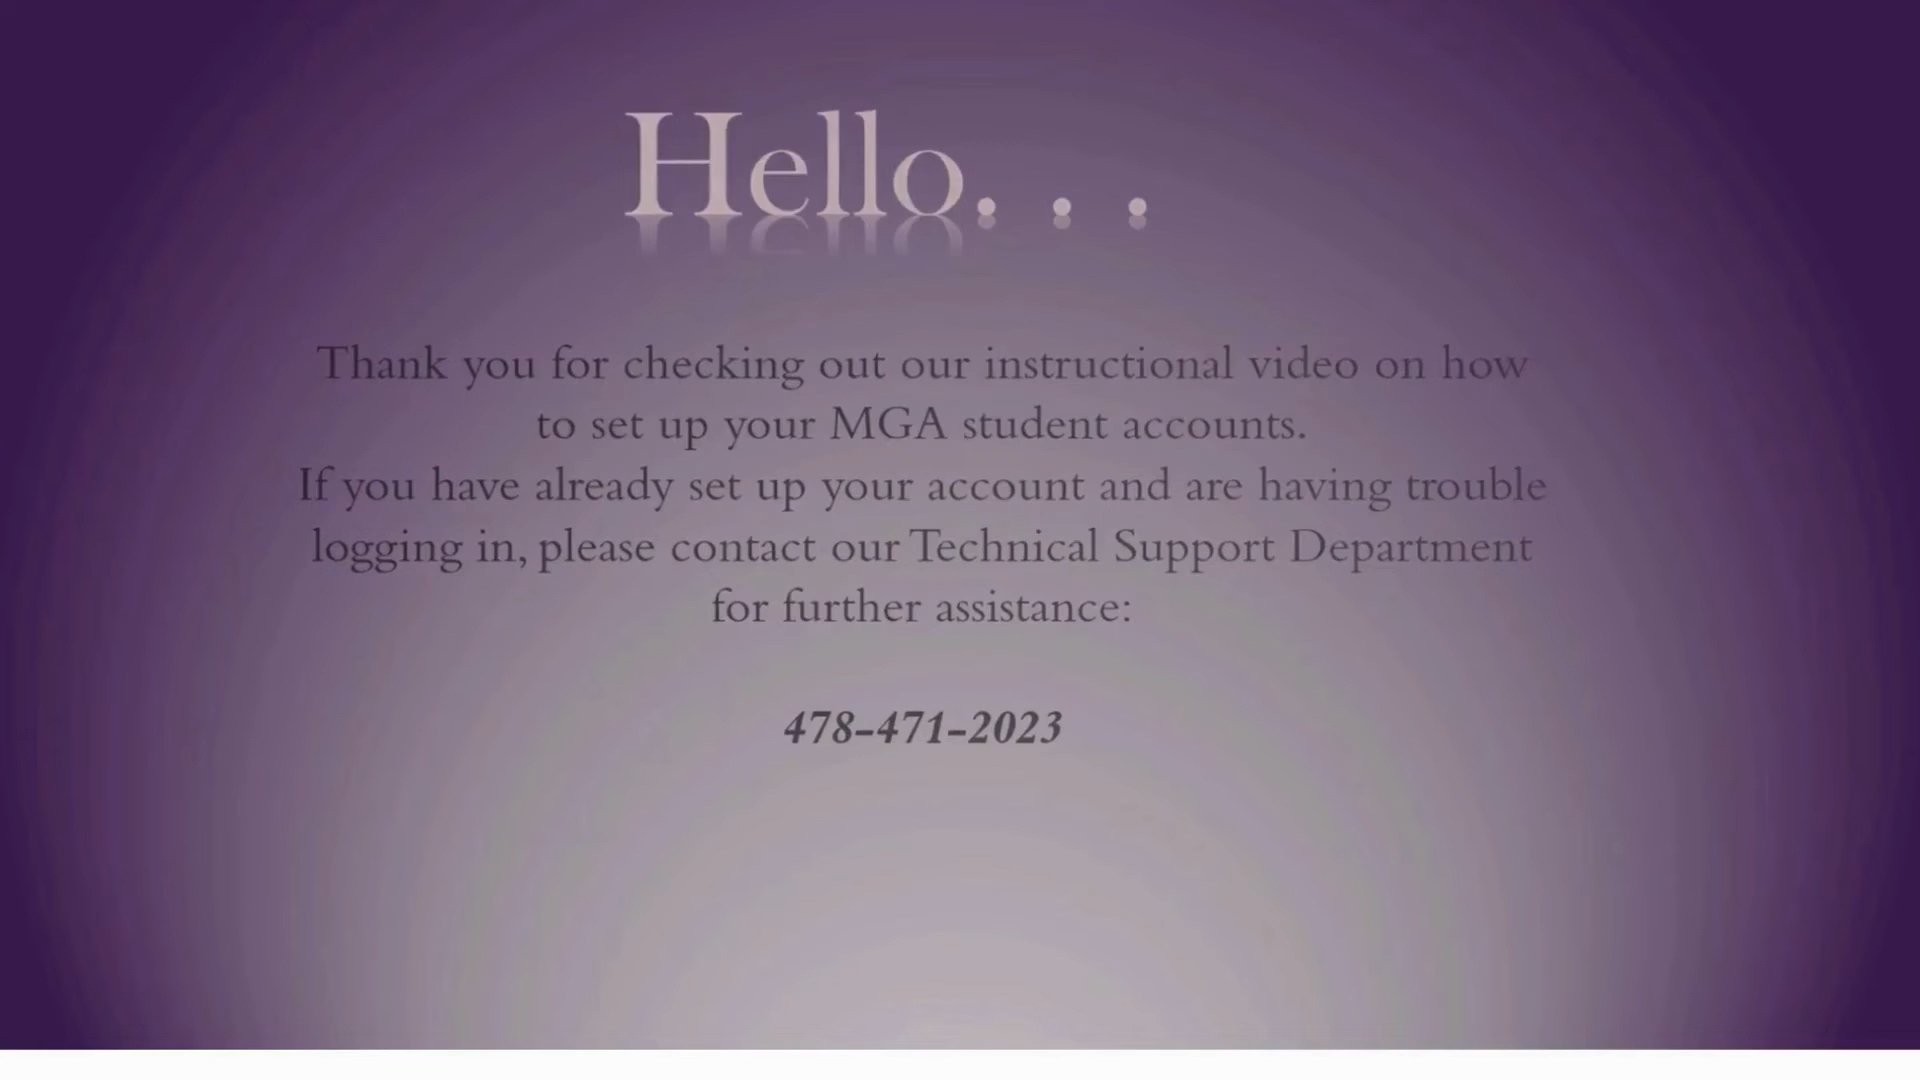 Hello. . .
Thank you for checking out our instructional video on how
to set up your MGA student accounts.
If you have already set up your account and are having trouble
logging in, please contact our Technical Support Department
for further assistance:
478-471-2023